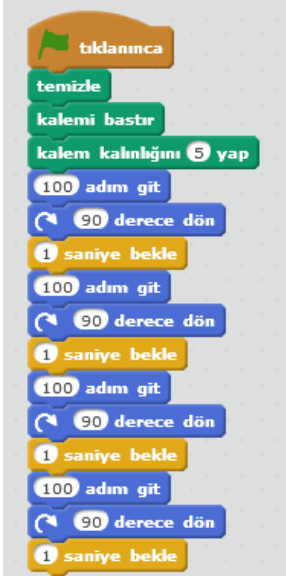 tıklanınca
temizle
kalemi bastır
kalem kalınlığını 5 yap
100 adım git
90 derece dön
1 saniye bekle
100 adım git
90 derece dön
1 saniye bekle
100 adım git
90 derece dön
1 saniye bekle
100 adım git
90 derece dön
1 saniye bekle